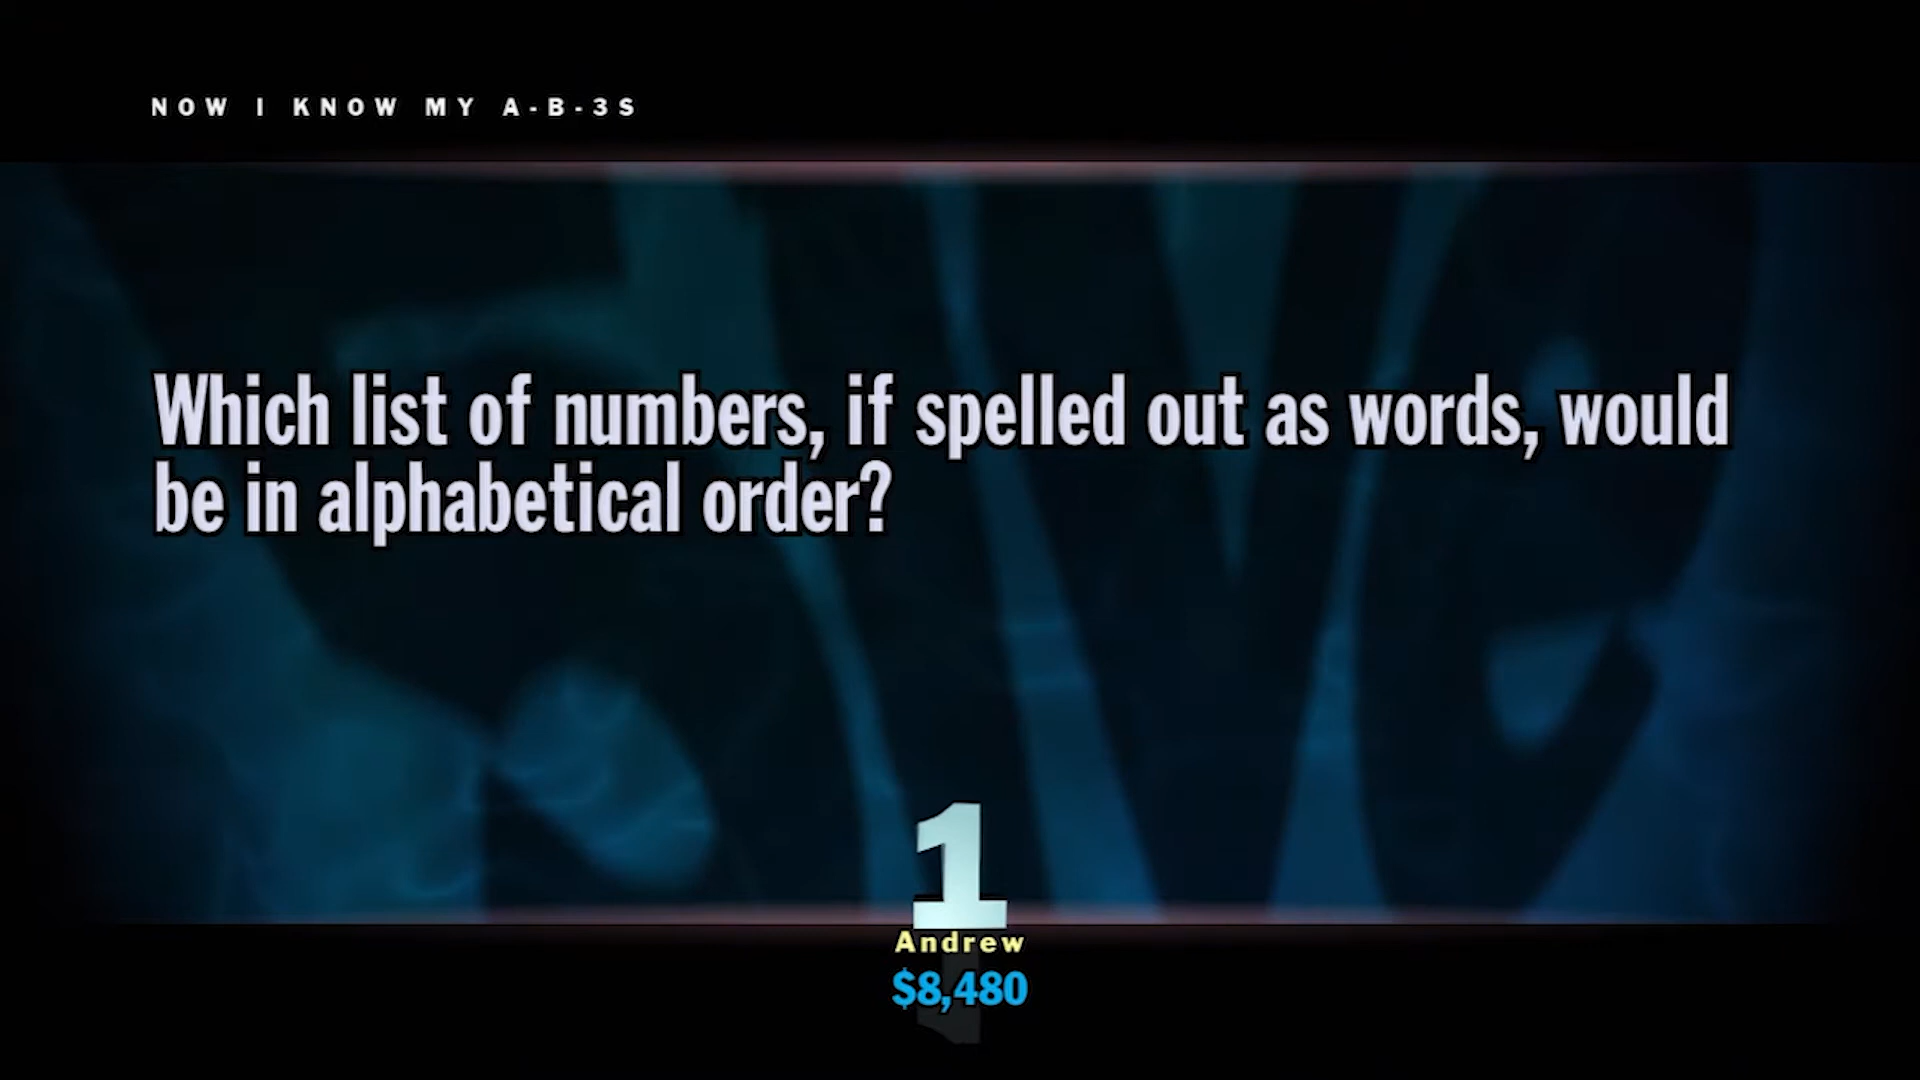 NOW I KNOW MY A-B-3S
Which list of numbers, if spelled out as words, would
be in alphabetical order?
1
Andrew
$8,480